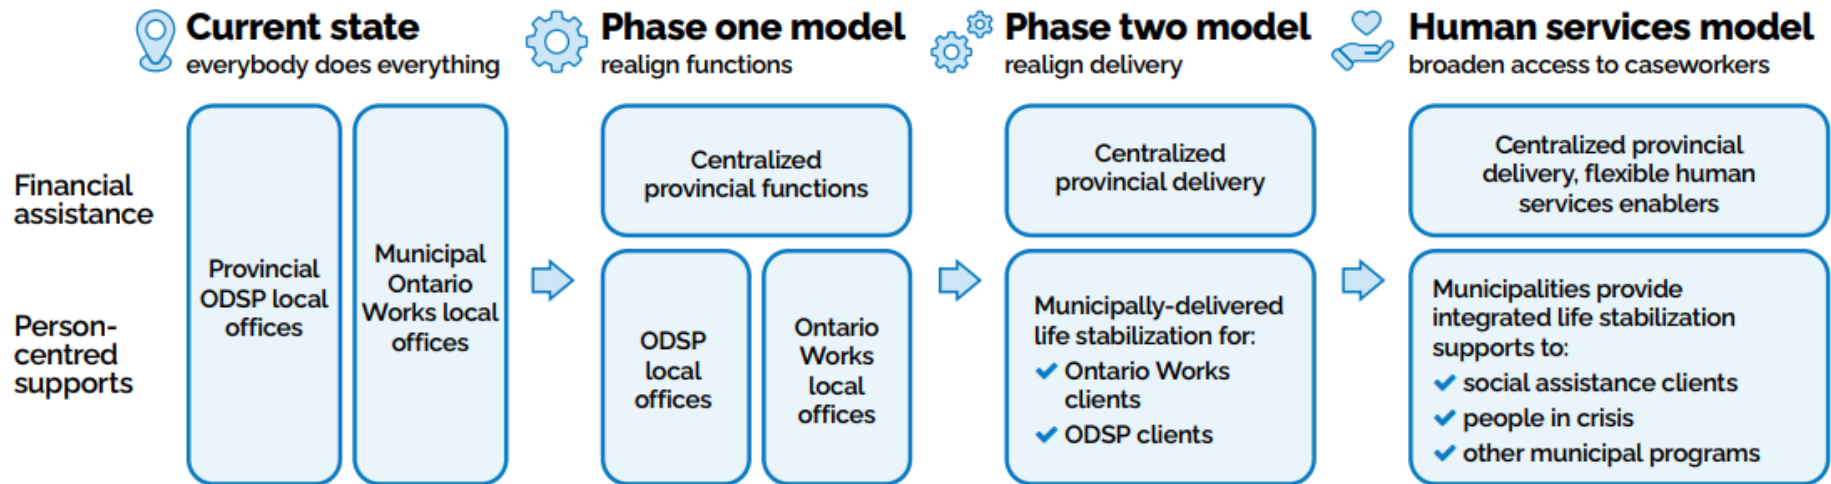 Current state
everybody does everything
Phase one model
realign functions
Phase two model
realign delivery
Human services model
broaden access to caseworkers
Financial
assistance
Person-
centred
supports
Provincial
ODSP local
offices
Municipal
Ontario
Works local
offices
Centralized
provincial functions
ODSP
local
offices
Ontario
Works
local
offices
Centralized
provincial delivery
Municipally-delivered
life stabilization for:
Ontario Works
clients
ODSP clients
Centralized provincial
delivery, flexible human
services enablers
Municipalities provide
integrated life stabilization
supports to:
social assistance clients
people in crisis
other municipal programs